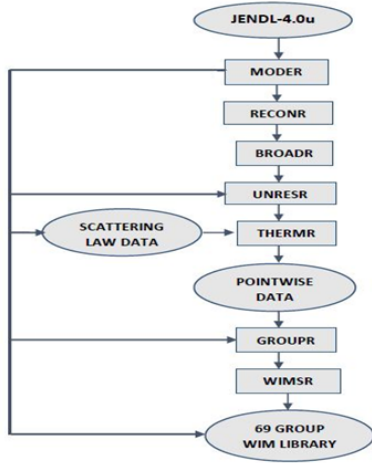 JENDL-4.0u
MODER
RECONR
BROADR
UNRESR
SCATTERING
LAW DATA
THERMR
POINTWISE
DATA
GROUPR
WIMSR
69 GROUP
WIM LIBRARY